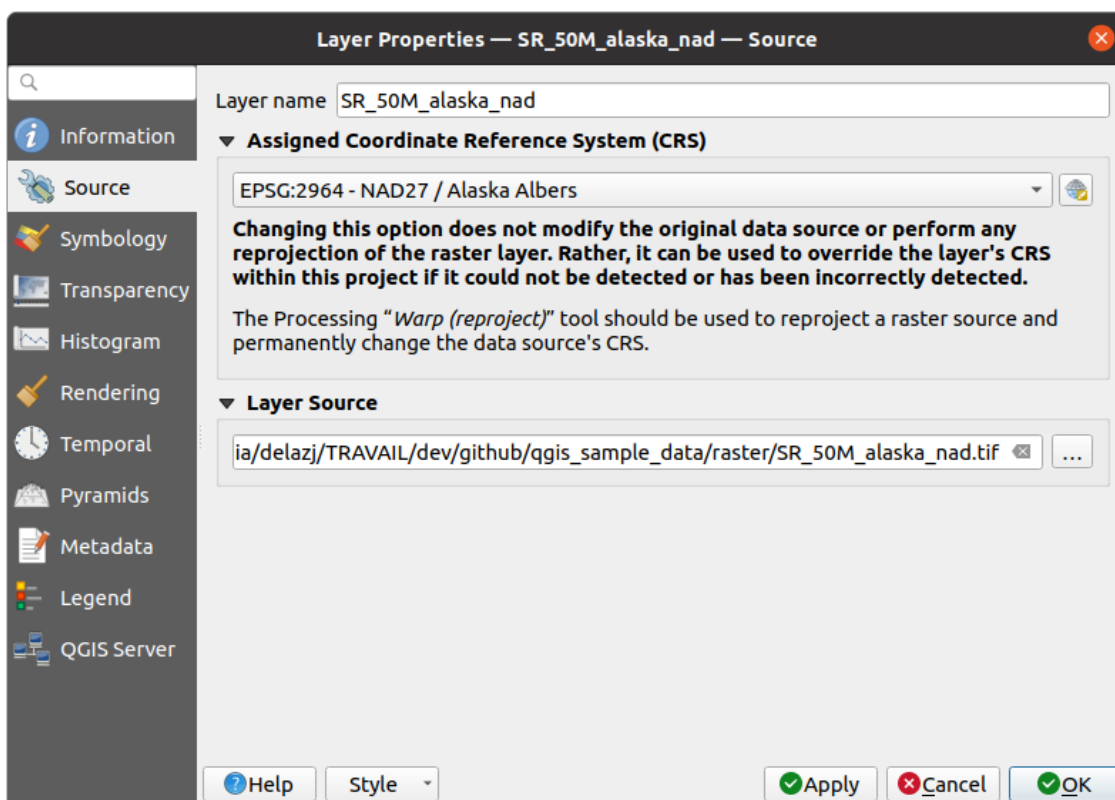 Layer Properties — SR_50M_alaska_nad — Source
Information
Source
Symbology
Transparency
Histogram
Rendering
Temporal
Pyramids
Metadata
Legend
QGIS Server
Layer name SR_50M_alaska_nad
Assigned Coordinate Reference System (CRS)
EPSG:2964 - NAD27 / Alaska Albers
Changing this option does not modify the original data source or perform any
reprojection of the raster layer. Rather, it can be used to override the layer's CRS
within this project if it could not be detected or has been incorrectly detected.
The Processing “Warp (reproject)” tool should be used to reproject a raster source and
permanently change the data source's CRS.
Layer Source
ia/delazj/TRAVAIL/dev/github/qgis_sample_data/raster/SR_50M_alaska_nad.tif
...
Help Style Apply Cancel OK